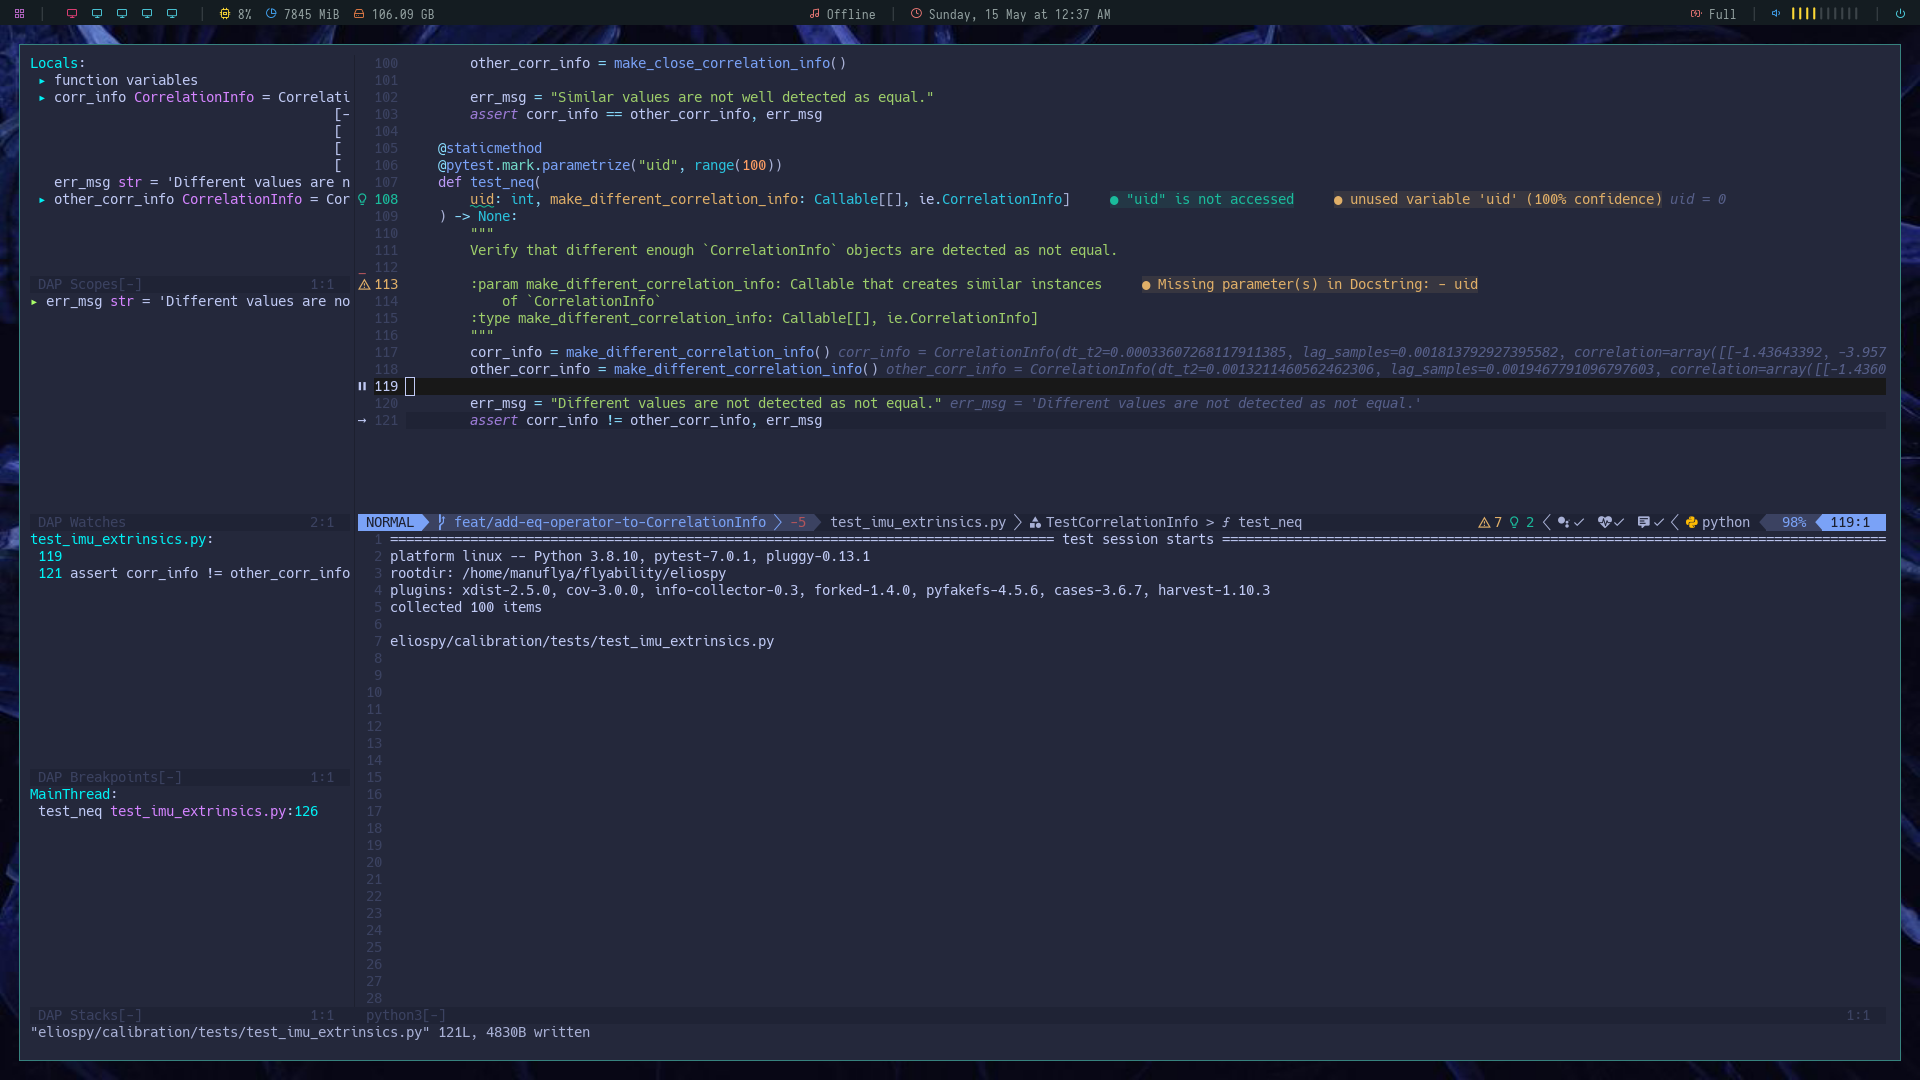 8% 7845 MiB 106.09 GB Offline Sunday, 15 May at 12:37 AM Full
Locals:
▸ function variables
▸ corr_info CorrelationInfo = Correlati
[-
[
[
[
err_msg str = 'Different values are n
▸ other_corr_info CorrelationInfo = Cor
DAP Scopes[-] 1:1
▸ err_msg str = 'Different values are no
DAP Watches 2:1
test_imu_extrinsics.py:
119
121 assert corr_info != other_corr_info
DAP Breakpoints[-] 1:1
MainThread:
test_neq test_imu_extrinsics.py:126
DAP Stacks[-] 1:1
100 other_corr_info = make_close_correlation_info()
101
102 err_msg = "Similar values are not well detected as equal."
103 assert corr_info == other_corr_info, err_msg
104
105 @staticmethod
106 @pytest.mark.parametrize("uid", range(100))
107 def test_neq(
108 uid: int, make_different_correlation_info: Callable[[], ie.CorrelationInfo] ● "uid" is not accessed ● unused variable 'uid' (100% confidence) uid = 0
109 ) -> None:
110 """
111 Verify that different enough `CorrelationInfo` objects are detected as not equal.
_ 112
113 :param make_different_correlation_info: Callable that creates similar instances ● Missing parameter(s) in Docstring: - uid
114 of `CorrelationInfo`
115 :type make_different_correlation_info: Callable[[], ie.CorrelationInfo]
116 """
117 corr_info = make_different_correlation_info() corr_info = CorrelationInfo(dt_t2=0.00033607268117911385, lag_samples=0.001813792927395582, correlation=array([[-1.43643392, -3.957
118 other_corr_info = make_different_correlation_info() other_corr_info = CorrelationInfo(dt_t2=0.0013211460562462306, lag_samples=0.0019467791096797603, correlation=array([[-1.4360
119
120 err_msg = "Different values are not detected as not equal." err_msg = 'Different values are not detected as not equal.'
→ 121 assert corr_info != other_corr_info, err_msg
NORMAL feat/add-eq-operator-to-CorrelationInfo -5 test_imu_extrinsics.py TestCorrelationInfo > ƒ test_neq 7 2 python 98% 119:1
1 =================================================================================== test session starts ===================================================================================
2 platform linux -- Python 3.8.10, pytest-7.0.1, pluggy-0.13.1
3 rootdir: /home/manuflya/flyability/eliospy
4 plugins: xdist-2.5.0, cov-3.0.0, info-collector-0.3, forked-1.4.0, pyfakefs-4.5.6, cases-3.6.7, harvest-1.10.3
5 collected 100 items
6
7 eliospy/calibration/tests/test_imu_extrinsics.py
8
9
10
11
12
13
14
15
16
17
18
19
20
21
22
23
24
25
26
27
28
python3[-] 1:1
"eliospy/calibration/tests/test_imu_extrinsics.py" 121L, 4830B written